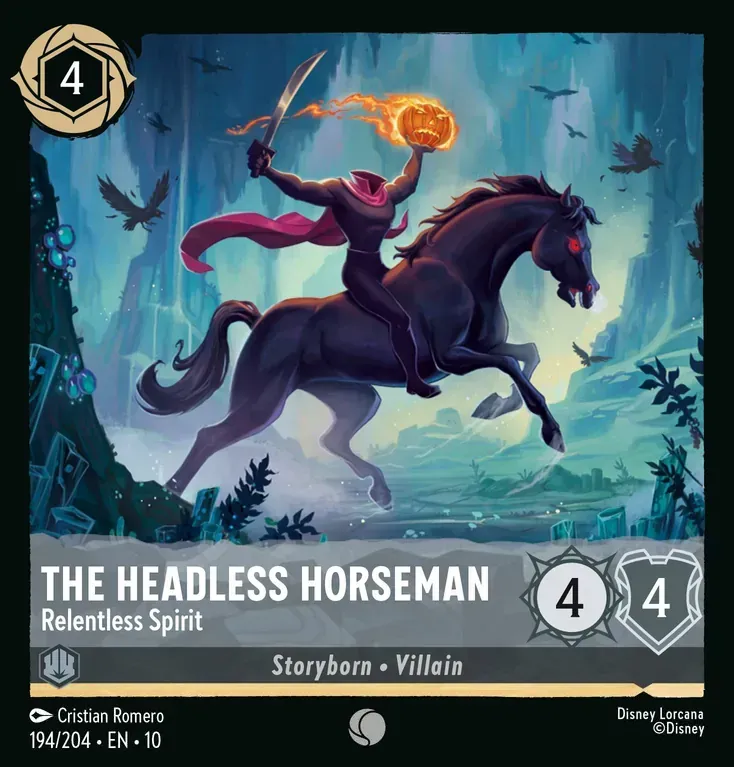 4
THE HEADLESS HORSEMAN
Relentless Spirit
4
4
Storyborn • Villain
Cristian Romero
194/204 • EN • 10
Disney Lorcana
©Disney